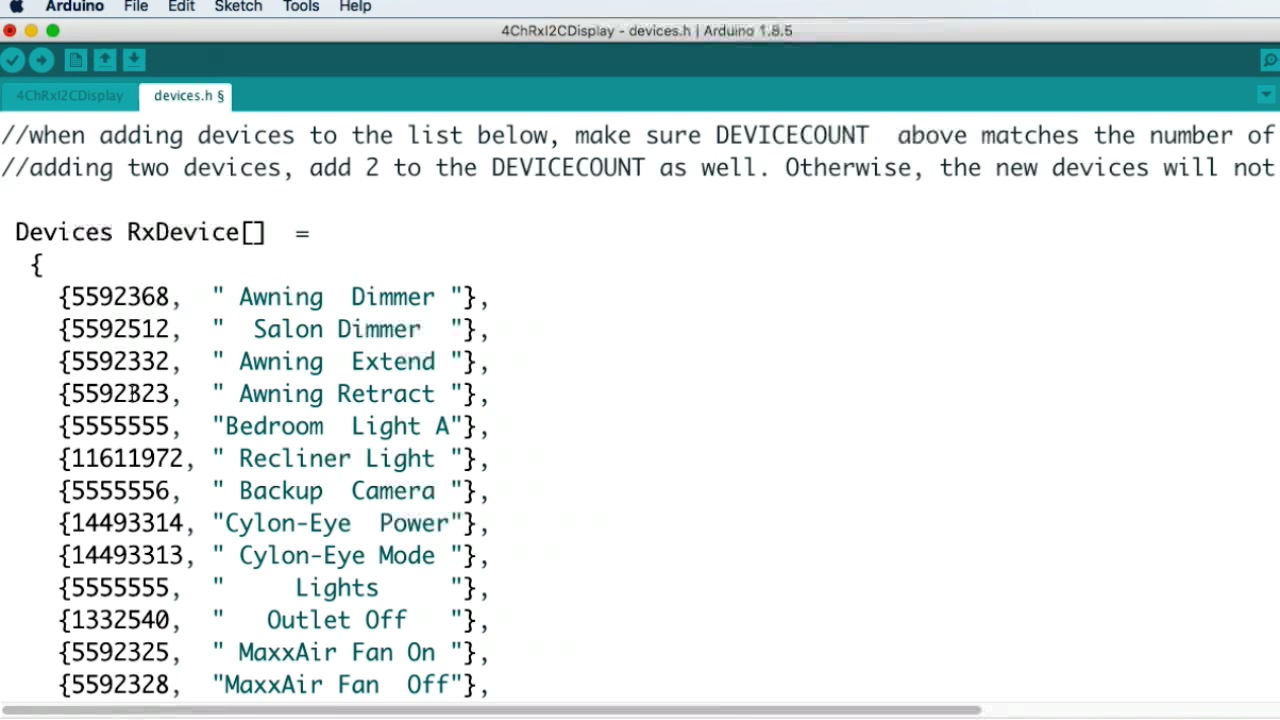 Arduino File Edit Sketch Tools Help
4ChRxI2CDisplay - devices.h | Arduino 1.8.5
4ChRxI2CDisplay devices.h §
//when adding devices to the list below, make sure DEVICECOUNT  above matches the number of
//adding two devices, add 2 to the DEVICECOUNT as well. Otherwise, the new devices will not
Devices RxDevice[]  =
{
{5592368,  " Awning  Dimmer "},
{5592512,  "  Salon Dimmer  "},
{5592332,  " Awning  Extend "},
{5592323,  " Awning Retract "},
{5555555,  "Bedroom  Light A"},
{11611972, " Recliner Light "},
{5555556,  " Backup  Camera "},
{14493314, "Cylon-Eye  Power"},
{14493313, " Cylon-Eye Mode "},
{5555555,  "     Lights     "},
{1332540,  "   Outlet Off   "},
{5592325,  " MaxxAir Fan On "},
{5592328,  "MaxxAir Fan  Off"},